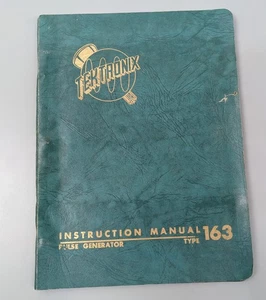 TEKTRONIX
INSTRUCTION MANUAL
PULSE GENERATOR TYPE 163